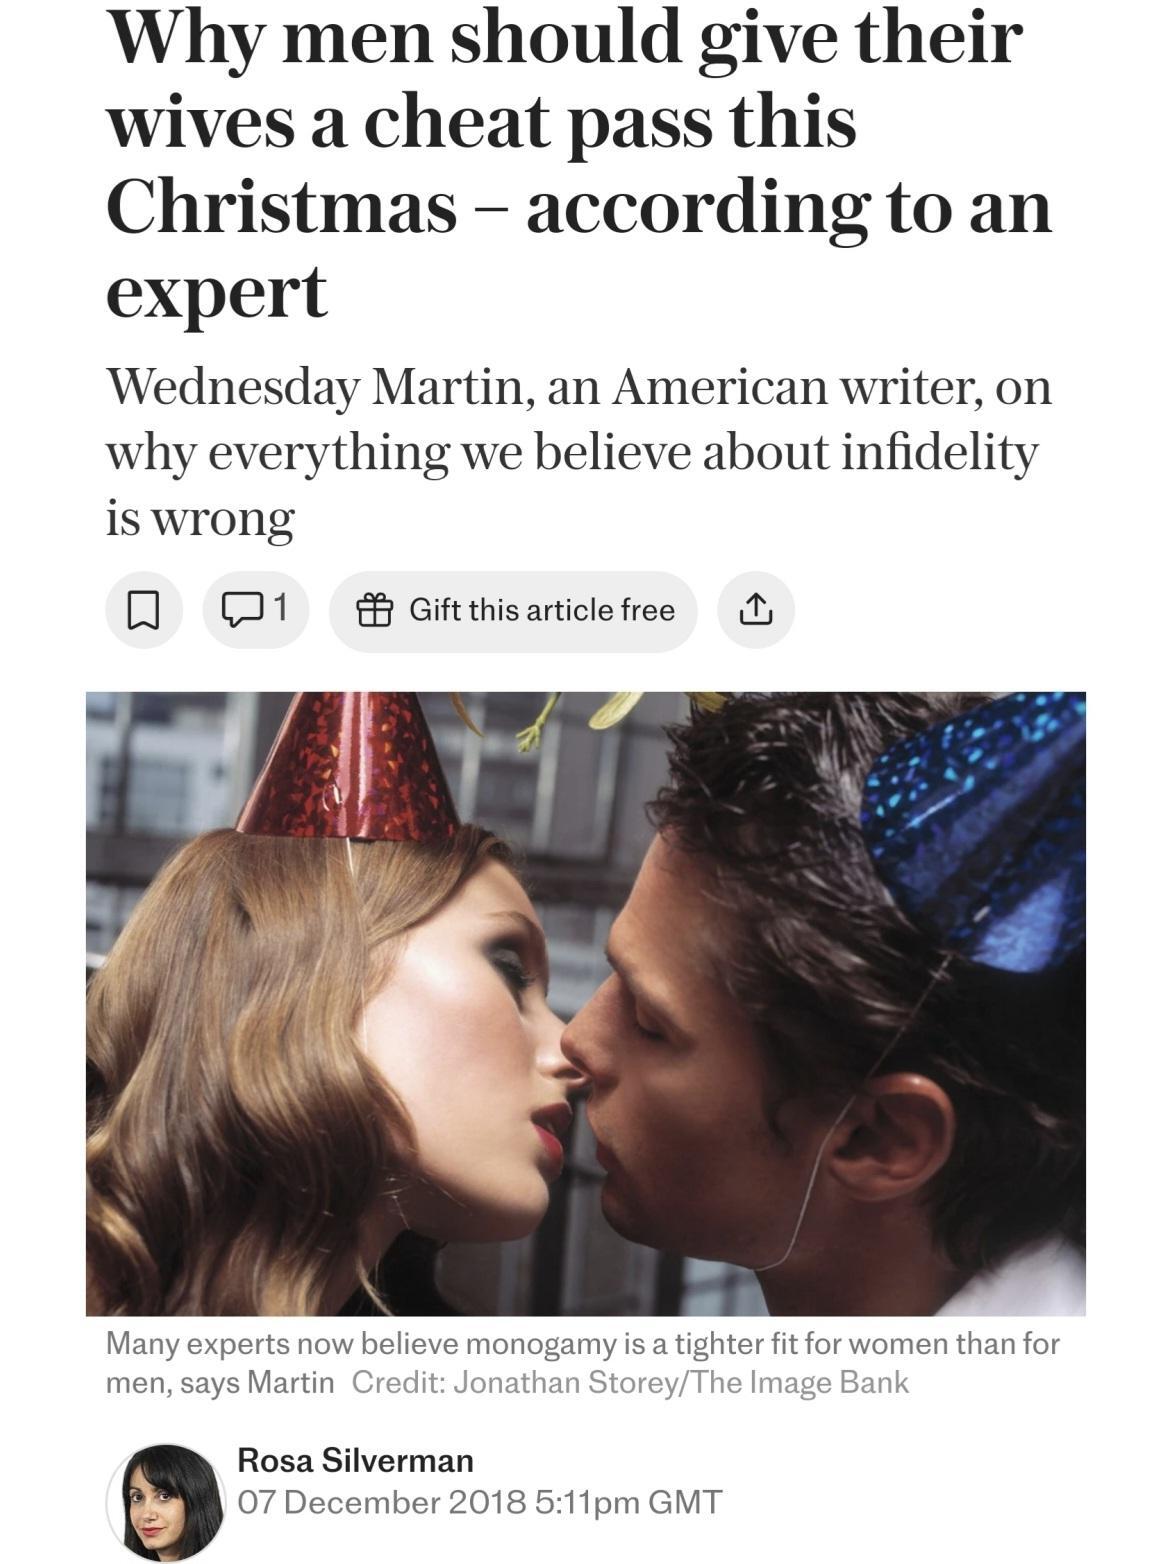 Why men should give their
wives a cheat pass this
Christmas – according to an
expert
Wednesday Martin, an American writer, on
why everything we believe about infidelity
is wrong
1
Gift this article free
Many experts now believe monogamy is a tighter fit for women than for
men, says Martin Credit: Jonathan Storey/The Image Bank
Rosa Silverman
07 December 2018 5:11pm GMT